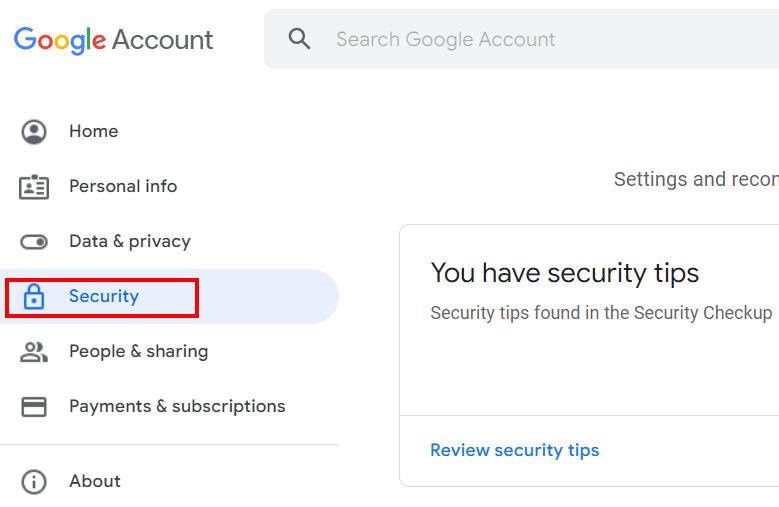 Google Account
Search Google Account
Home
Personal info
Data & privacy
Security
People & sharing
Payments & subscriptions
About
Settings and recon
You have security tips
Security tips found in the Security Checkup
Review security tips